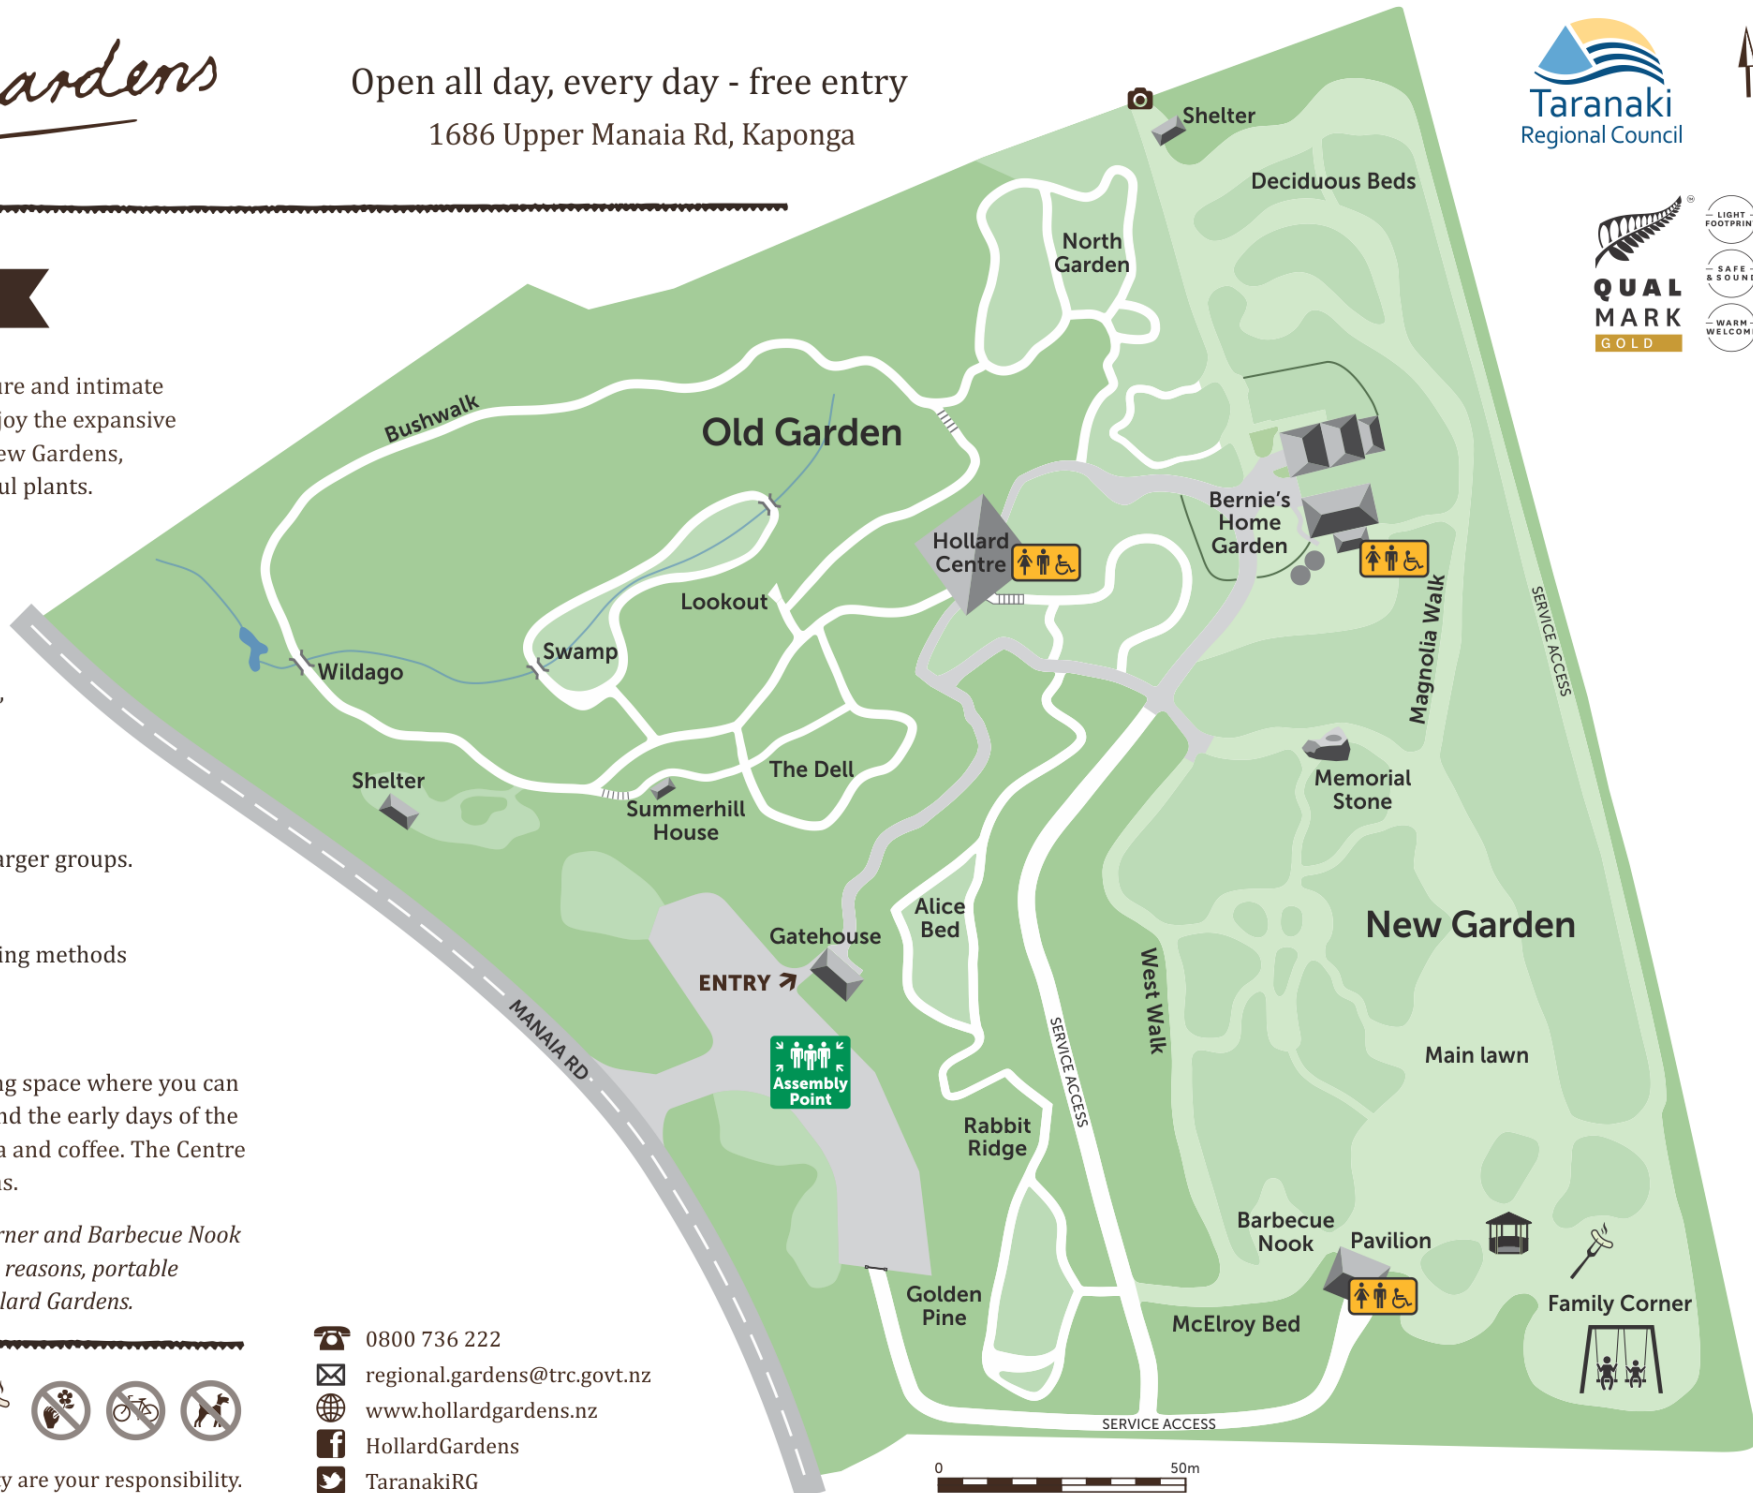 ardens
Open all day, every day - free entry
1686 Upper Manaia Rd, Kaponga
Taranaki
Regional Council
QUAL
MARK
GOLD
LIGHT
SAFE
WARM
ure and intimate
joy the expansive
ew Gardens,
ul plants.
,
arger groups.
ing methods
ng space where you can
nd the early days of the
a and coffee. The Centre
ns.
rner and Barbecue Nook
reasons, portable
llard Gardens.
y are your responsibility.
0800 736 222
regional.gardens@trc.govt.nz
www.hollardgardens.nz
HollardGardens
TaranakiRG
Shelter
Deciduous Beds
North
Garden
Bushwalk
Old Garden
Bernie's
Home
Garden
Hollard
Centre
Lookout
Swamp
Wildago
Magnolia Walk
SERVICE ACCESS
Shelter
The Dell
Summerhill
House
Memorial
Stone
Alice
Bed
New Garden
Gatehouse
ENTRY
West Walk
MANAIA RD
SERVICE ACCESS
Main lawn
Assembly
Point
Rabbit
Ridge
Barbecue
Nook
Pavilion
Golden
Pine
McElroy Bed
Family Corner
SERVICE ACCESS
0 50m